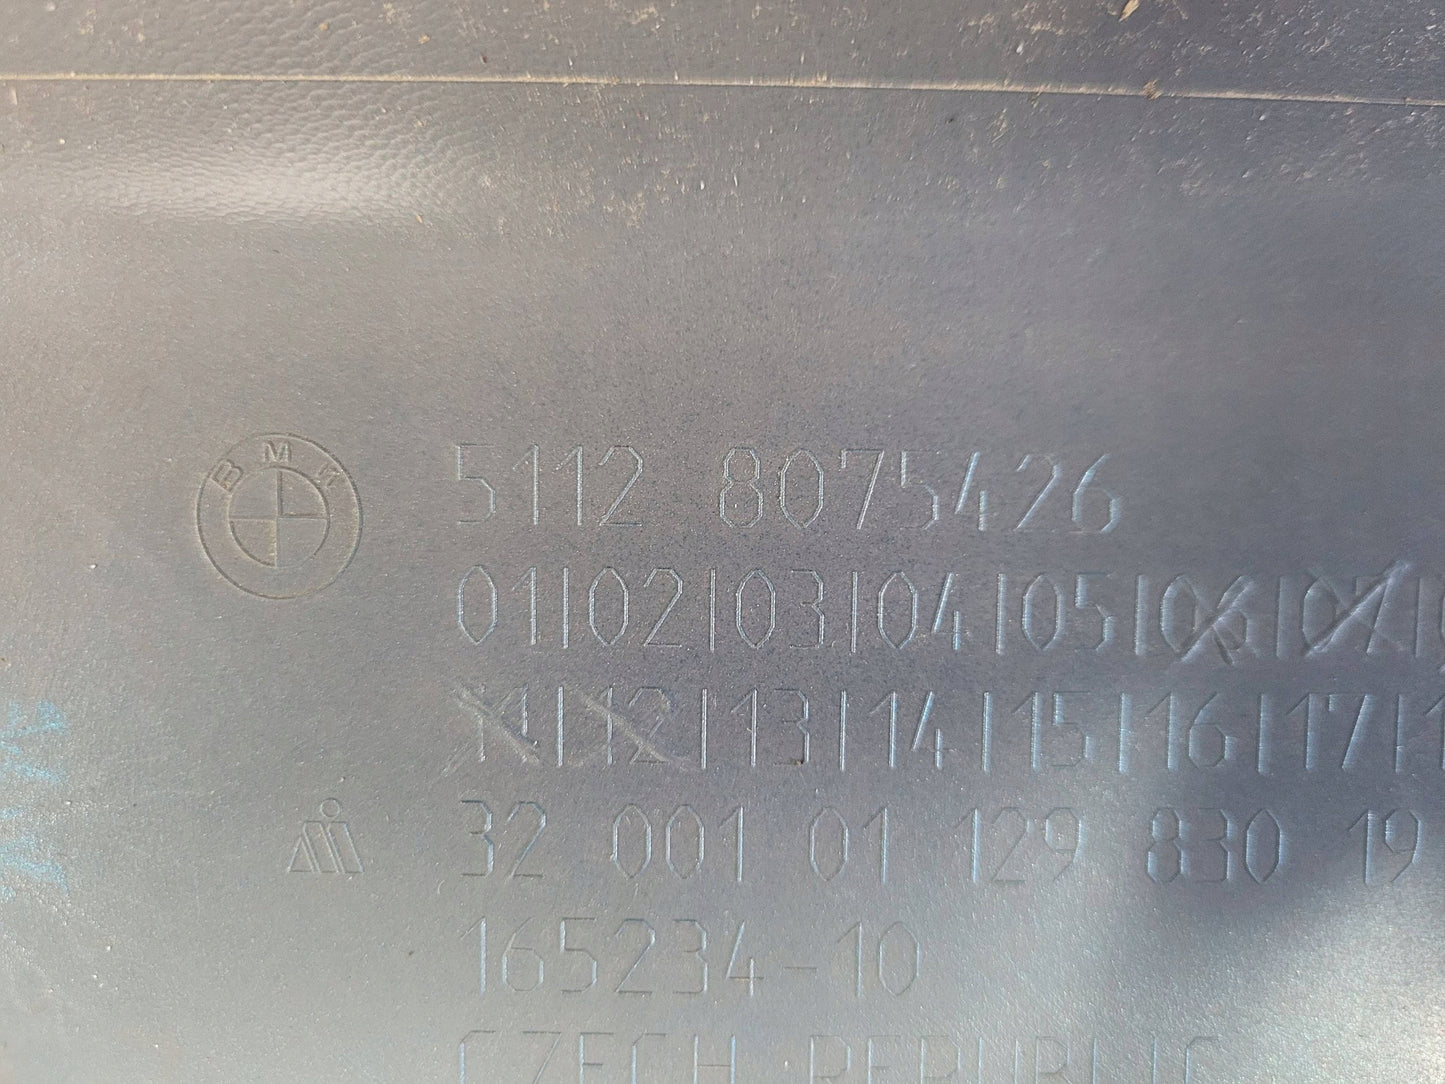 BMW
5112 8075426
01|02|03|04|05|06|07|
11|12|13|14|15|16|17|1
32 001 01 129 830 19
165234-10
CZECH REPUBLIC